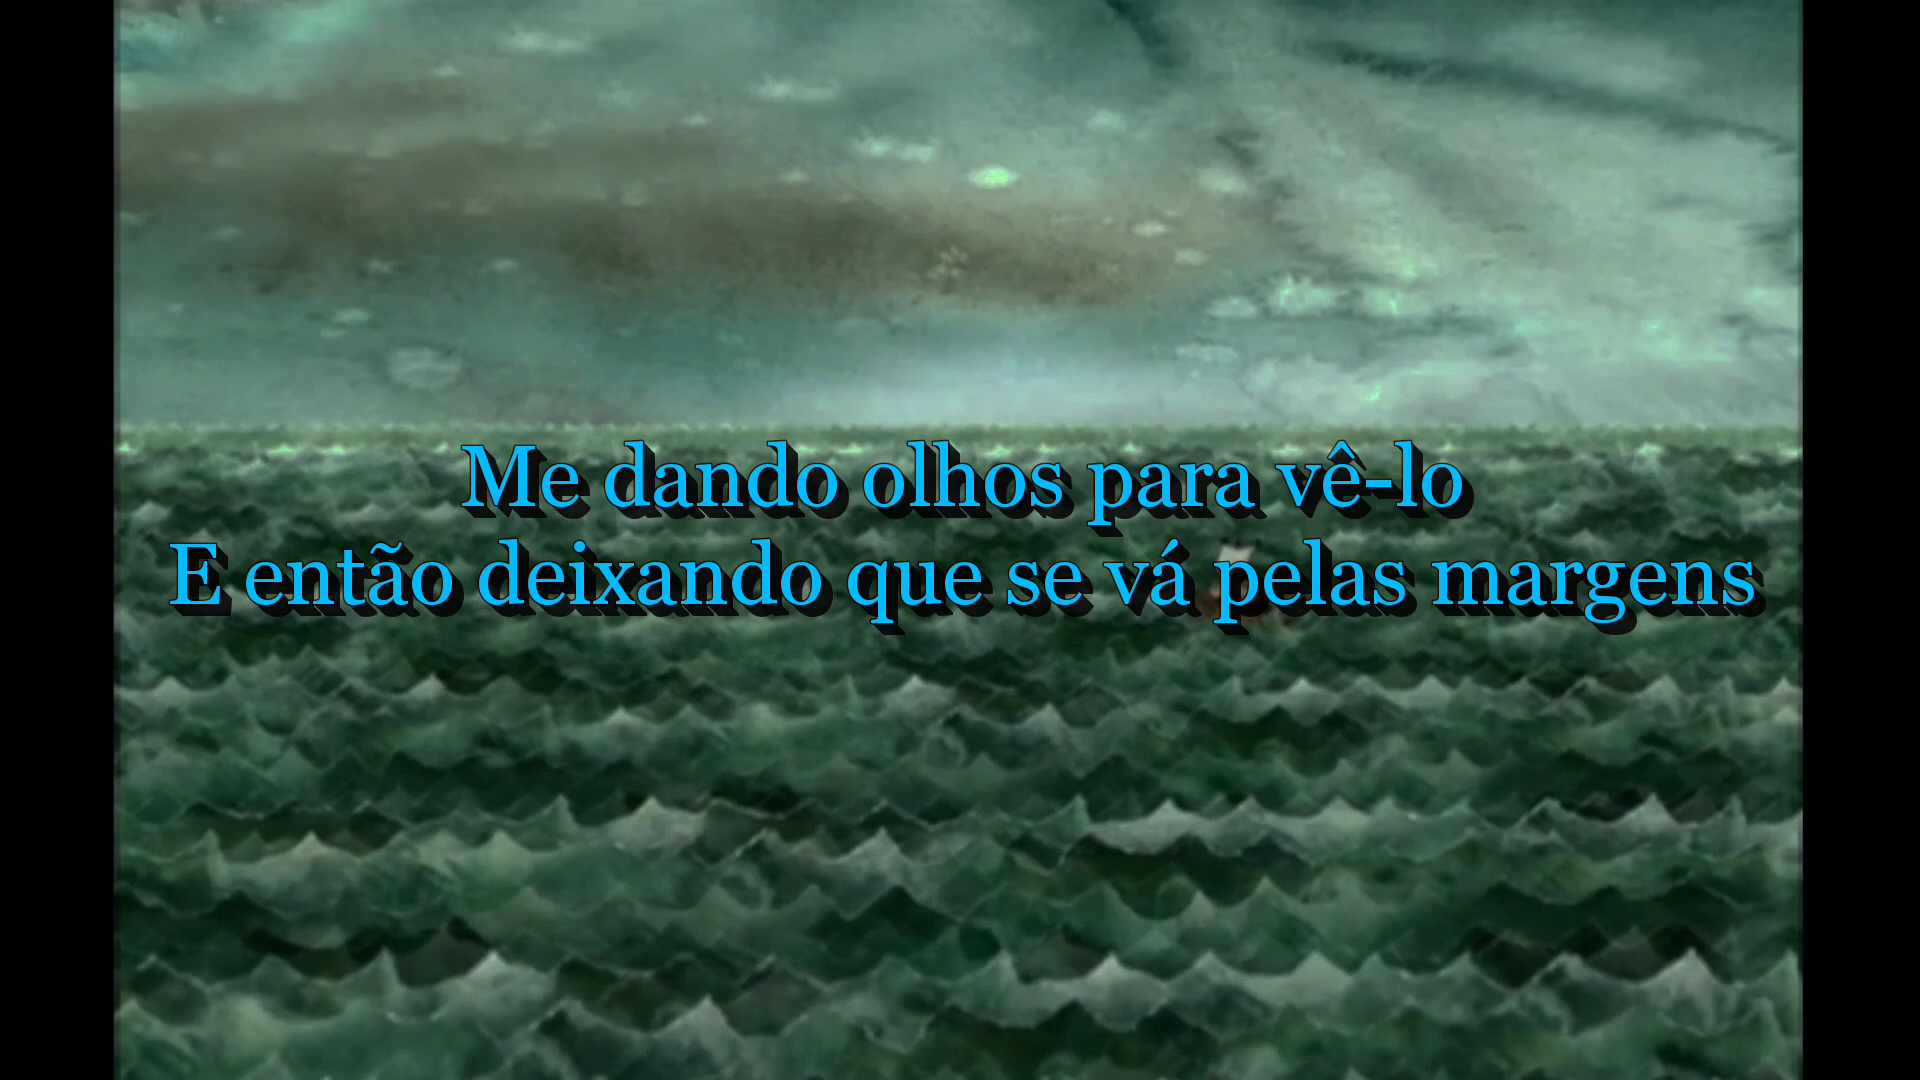 Me dando olhos para vê-lo
E então deixando que se vá pelas margens